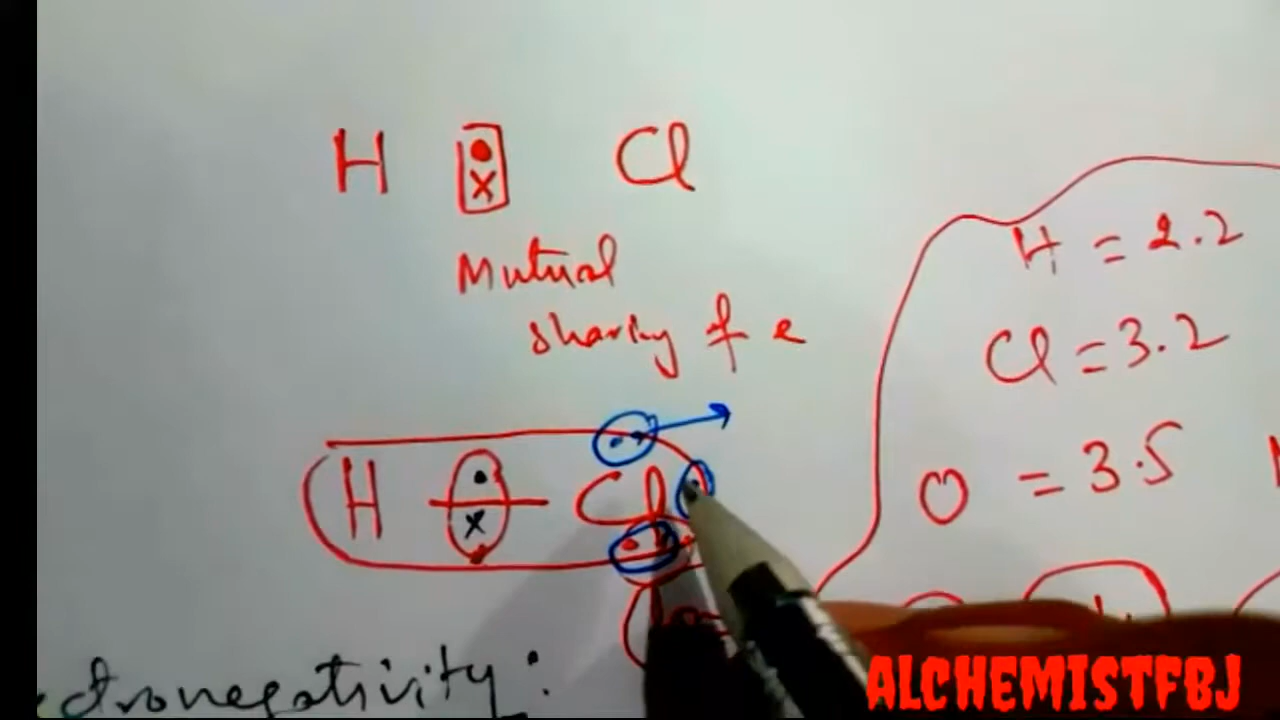 H •x Cl
Mutual
sharing of e
H = 2.2
Cl = 3.2
O = 3.5
H •x Cl
ctronegativity:
ALCHEMISTFBJ